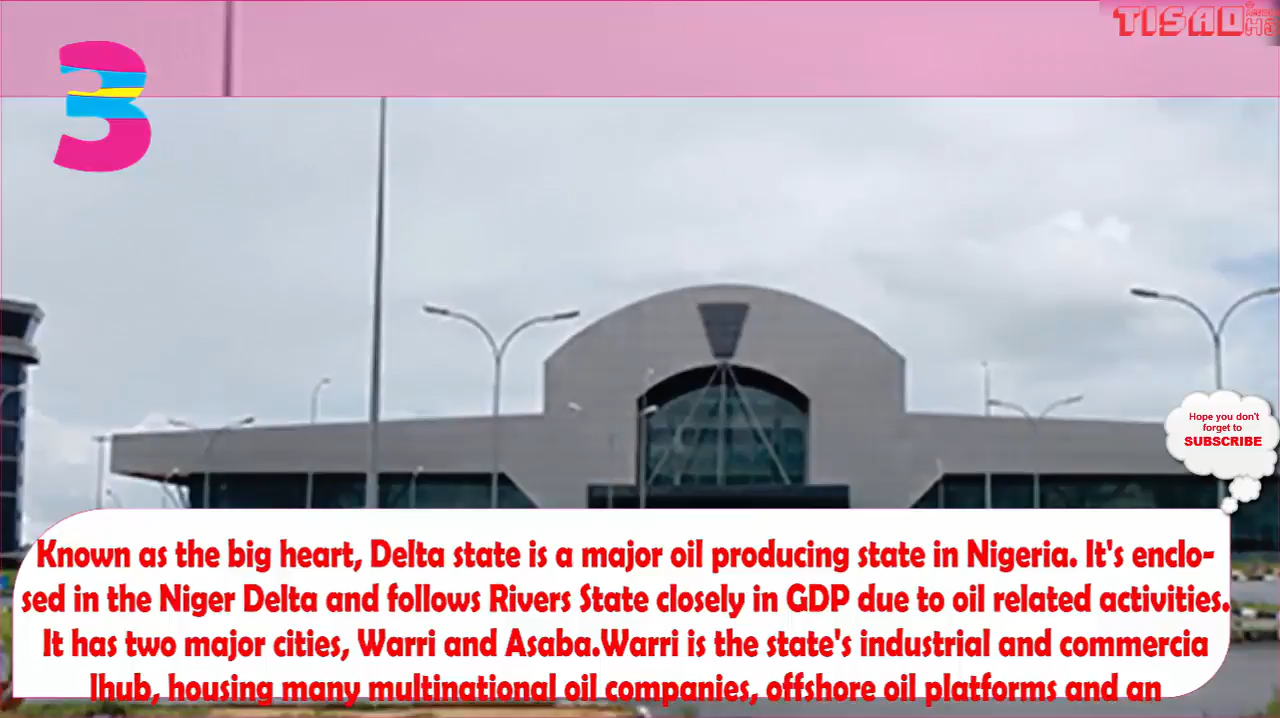 TISAD
3
Hope you don't
forget to
SUBSCRIBE
Known as the big heart, Delta state is a major oil producing state in Nigeria. It's enclo-
sed in the Niger Delta and follows Rivers State closely in GDP due to oil related activities.
It has two major cities, Warri and Asaba.Warri is the state's industrial and commercia
lhub, housing many multinational oil companies, offshore oil platforms and an